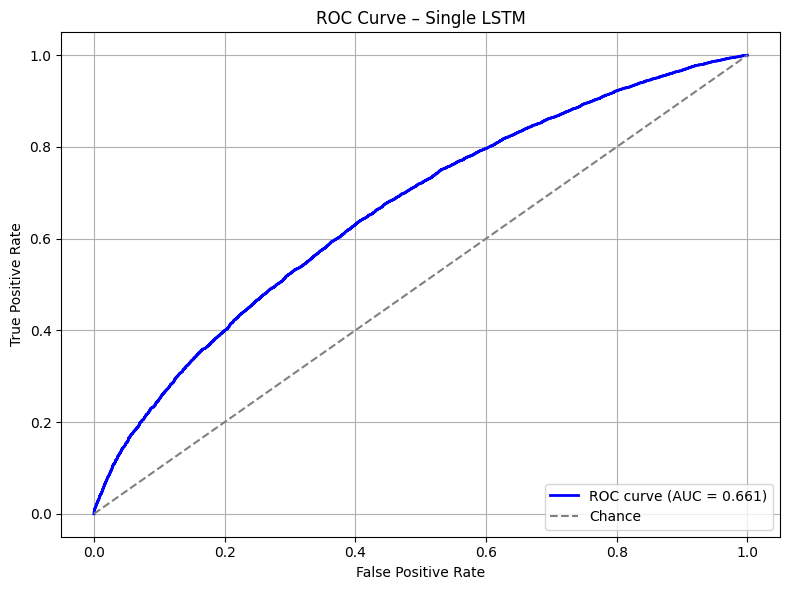 ROC Curve – Single LSTM
1.0
0.8
0.6
0.4
0.2
0.0
True Positive Rate
ROC curve (AUC = 0.661)
Chance
0.0 0.2 0.4 0.6 0.8 1.0
False Positive Rate